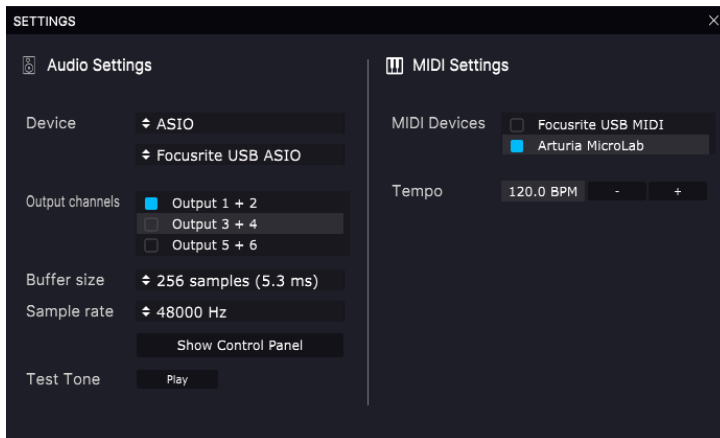 SETTINGS
Audio Settings
Device
ASIO
Focusrite USB ASIO
Output channels
Output 1 + 2
Output 3 + 4
Output 5 + 6
Buffer size
256 samples (5.3 ms)
Sample rate
48000 Hz
Show Control Panel
Test Tone
Play
MIDI Settings
MIDI Devices
Focusrite USB MIDI
Arturia MicroLab
Tempo
120.0 BPM
-
+